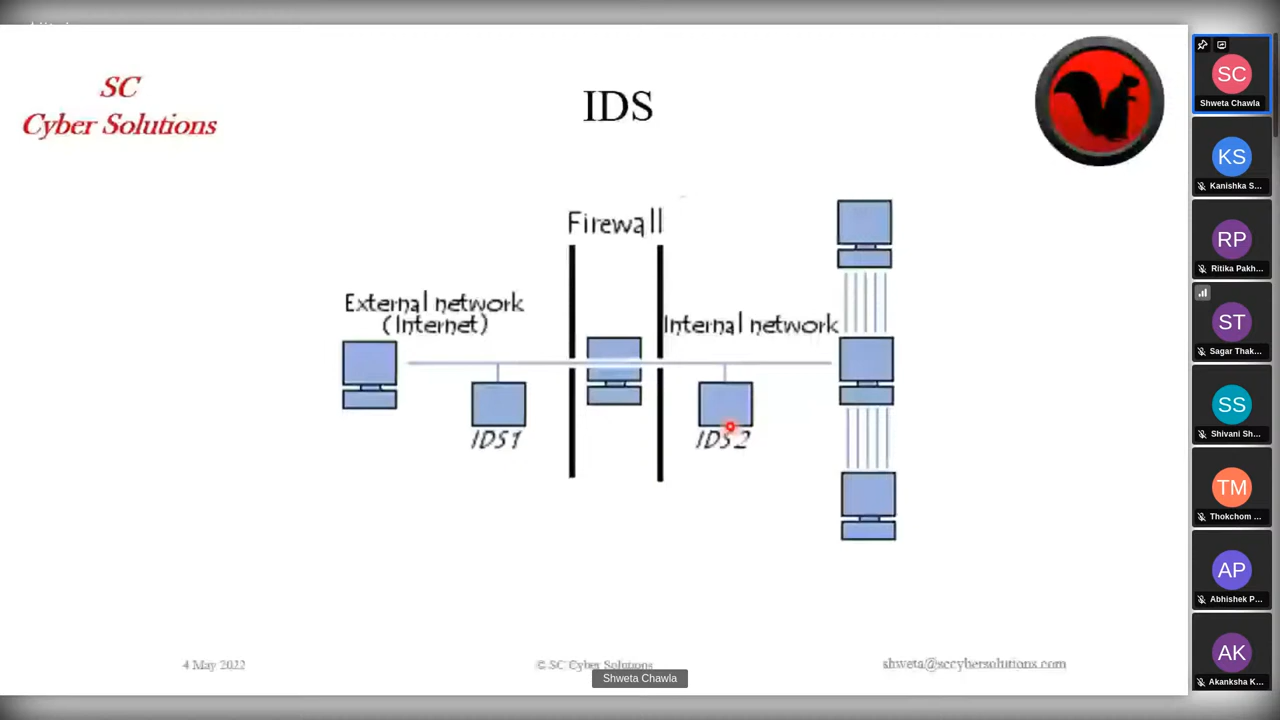 SC
Cyber Solutions
IDS
Firewall
External network
(Internet)
Internal network
IDS1
IDS2
4 May 2022
© SC Cyber Solutions
shweta@sccybersolutions.com
Shweta Chawla
SC
Shweta Chawla
KS
Kanishka S...
RP
Ritika Pakh...
ST
Sagar Thak...
SS
Shivani Sh...
TM
Thokchom ...
AP
Abhishek P...
AK
Akanksha K...